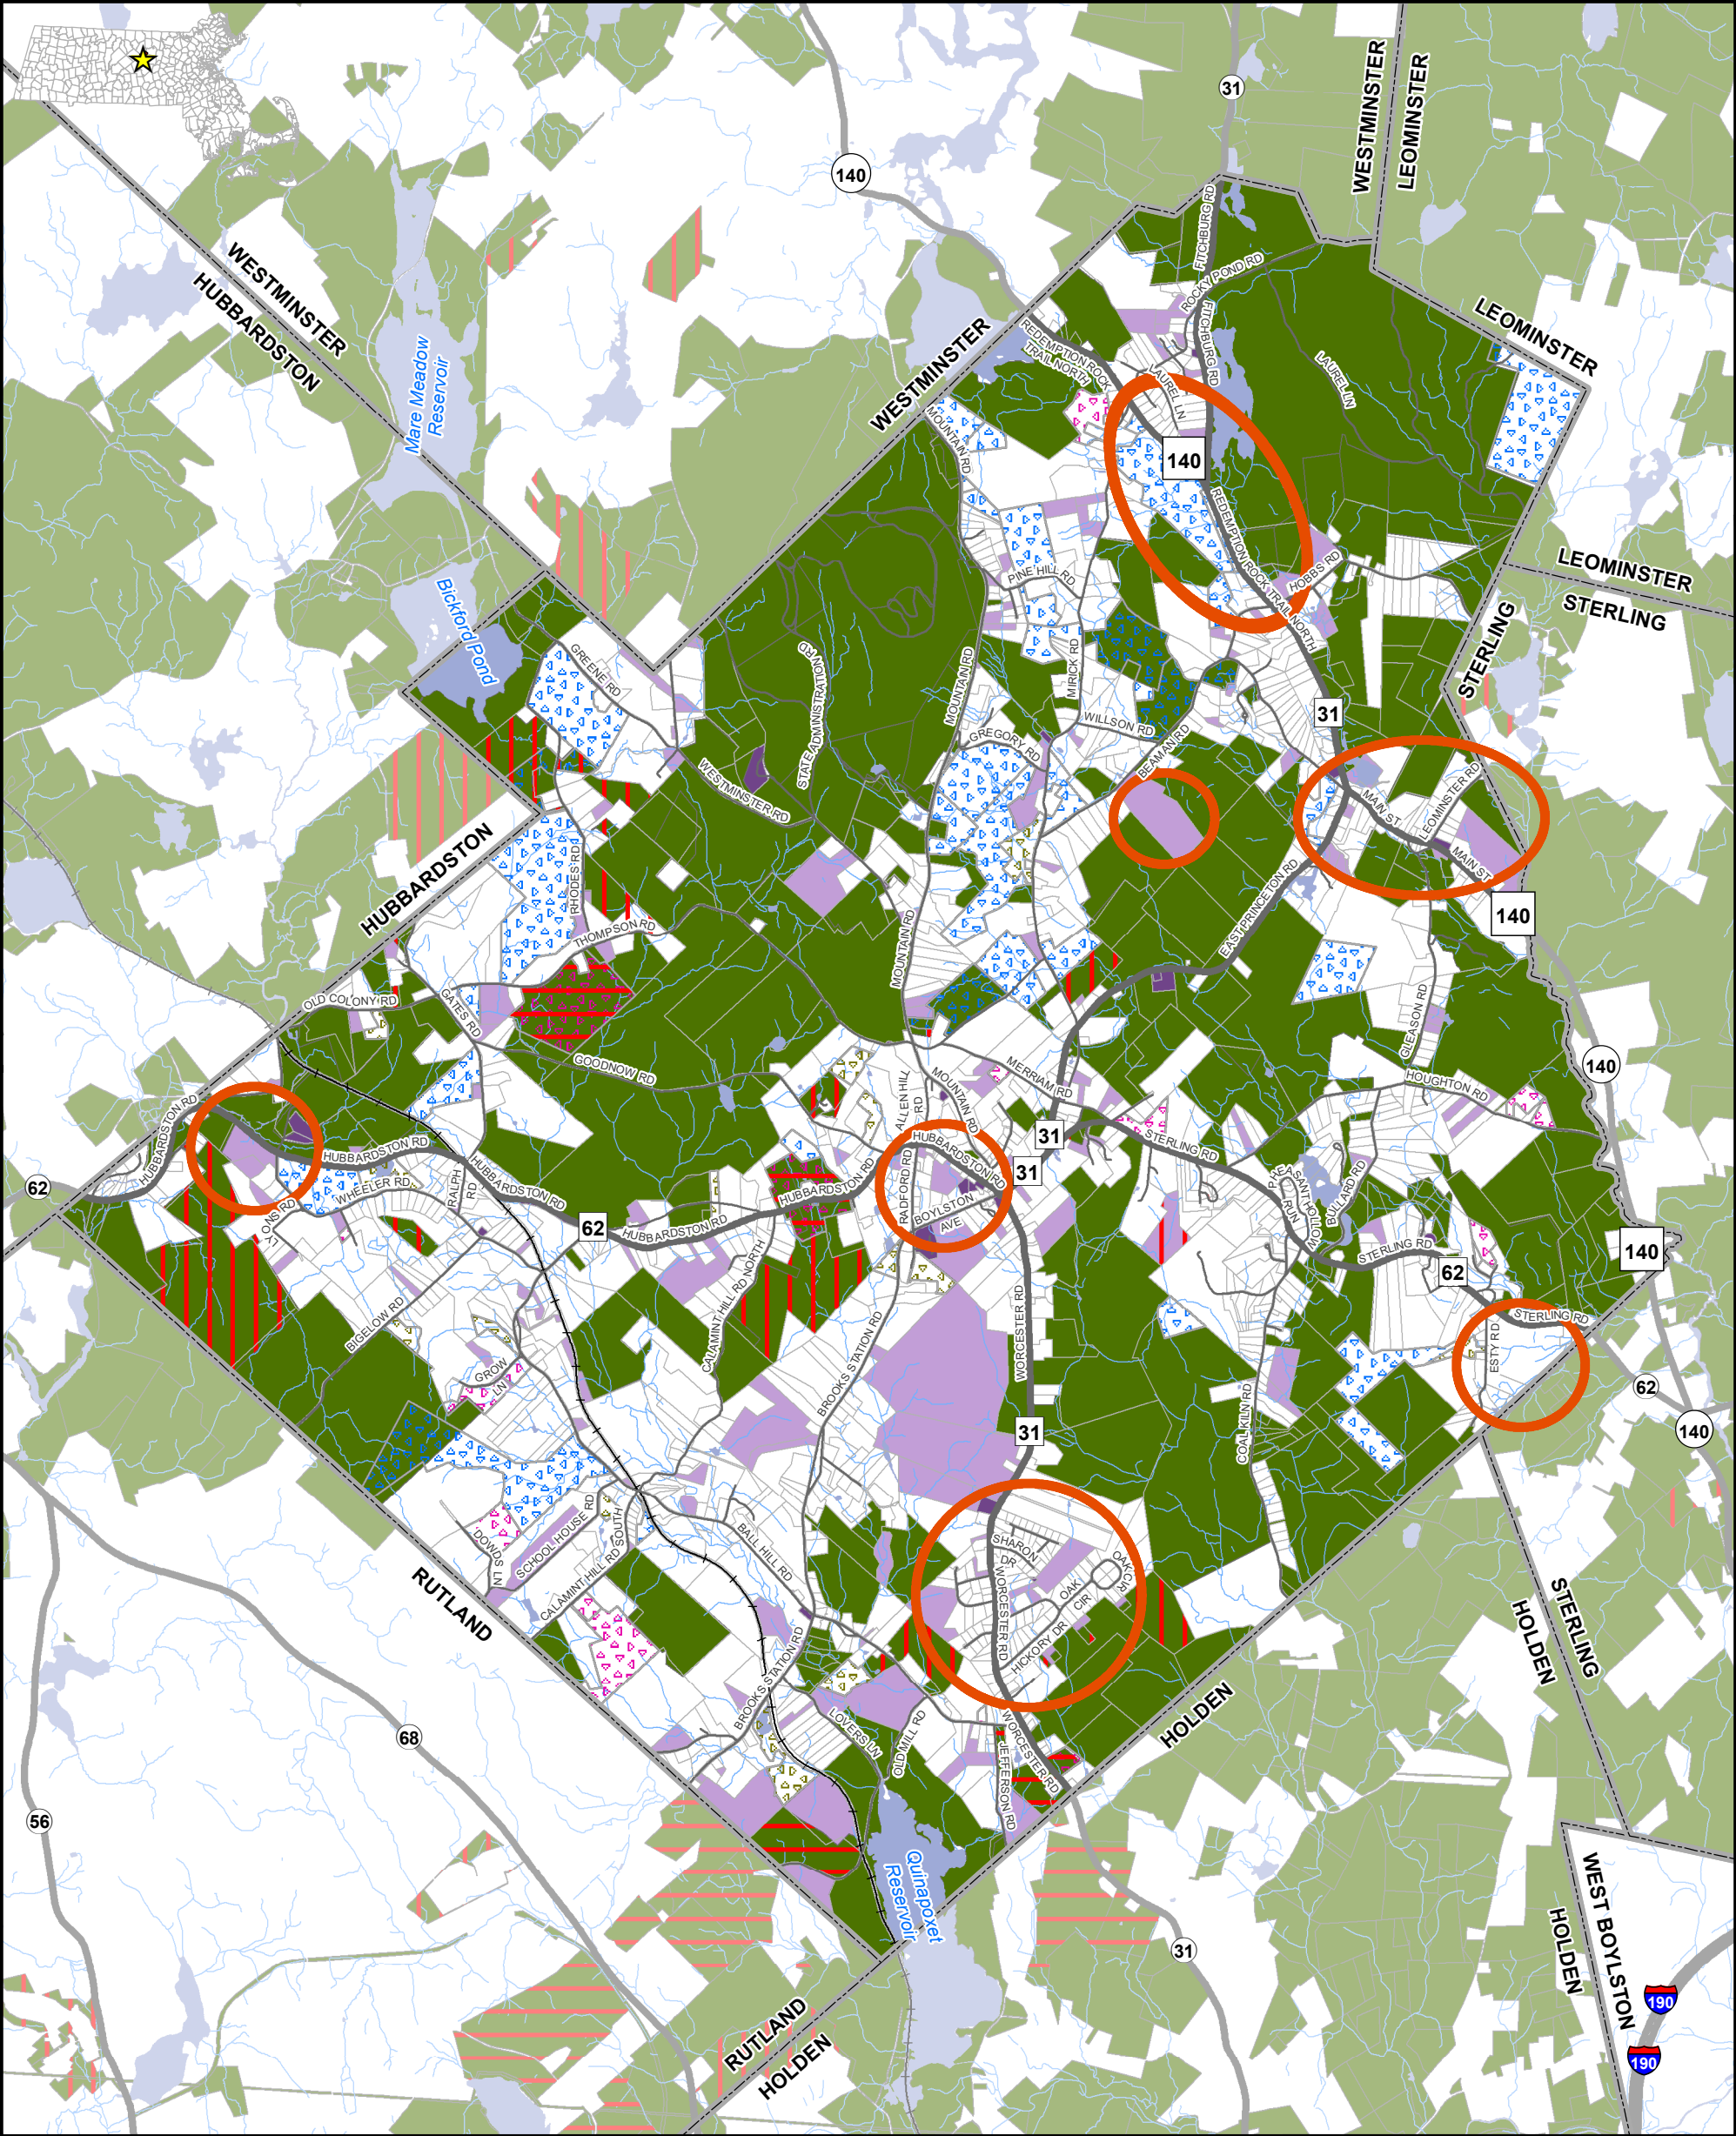 31
WESTMINSTER
LEOMINSTER
140
WESTMINSTER
HUBBARDSTON
FITCHBURG RD
ROCKY POND RD
FITCHBURG RD
LEOMINSTER
Mare Meadow
Reservoir
WESTMINSTER
REDEMPTION ROCK
TRAIL NORTH
LAUREL LN
LAUREL LN
MOUNTAIN RD
140
REDEMPTION ROCK TRAIL NORTH
HOBBS RD
LEOMINSTER
STERLING
PINE HILL RD
Bickford Pond
GREENE RD
STATE ADMINISTRATION RD
MOUNTAIN RD
MIRICK RD
STERLING
31
WILLSON RD
GREGORY RD
BEAMAN RD
WESTMINSTER RD
MAIN ST
LEOMINSTER RD
MAIN ST
HUBBARDSTON
RHODES RD
THOMPSON RD
MOUNTAIN RD
EAST PRINCETON RD
140
OLD COLONY RD
GATES RD
GLEASON RD
GOODNOW RD
MERRIAM RD
HOUGHTON RD
140
ALLEN HILL
RD
MOUNTAIN RD
HUBBARDSTON RD
31
STERLING RD
HUBBARDSTON RD
HUBBARDSTON RD
31
62
WHEELER RD
RALPH
RD
HUBBARDSTON RD
HUBBARDSTON RD
RADFORD RD
BOYLSTON
AVE
PLEASANT HOLLOW
RUN
BULLARD RD
LYONS RD
62
HUBBARDSTON RD
STERLING RD
140
62
CALAMINT HILL RD NORTH
BIGELOW RD
BROOKS STATION RD
WORCESTER RD
STERLING RD
ESTY RD
GROW
LN
62
COAL KILN RD
31
140
SCHOOL HOUSE RD
'DOWDS LN
CALAMINT HILL RD SOUTH
BALL HILL RD
SHARON
DR
OAK CIR
OAK
CIR
WORCESTER RD
HICKORY DR
RUTLAND
STERLING
HOLDEN
BROOKS STATION RD
HOLDEN
68
LOVERS LN
OLD MILL RD
WORCESTER RD
JEFFERSON RD
56
Quinapoxet
Reservoir
WEST BOYLSTON
HOLDEN
31
190
RUTLAND
HOLDEN
190